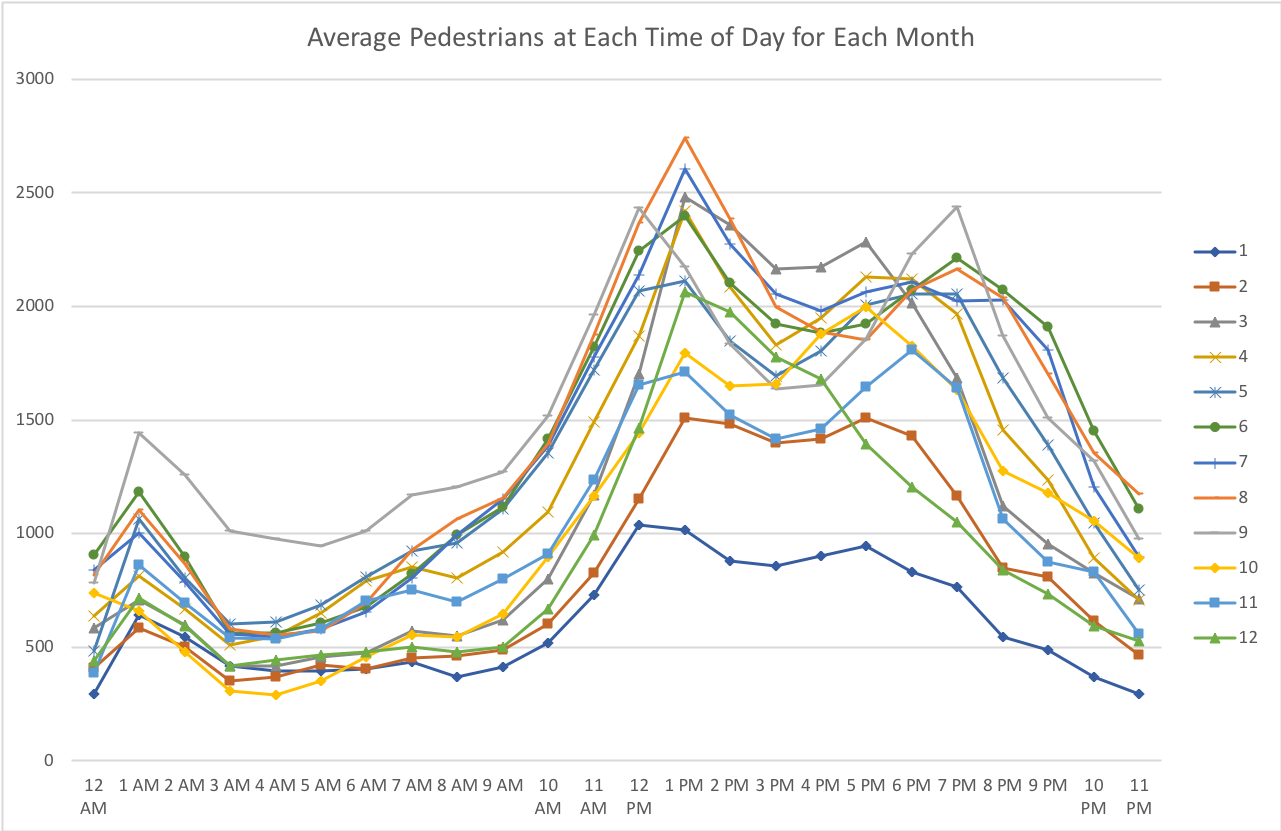 Average Pedestrians at Each Time of Day for Each Month
3000
2500
2000
1500
1000
500
0
12 AM
1 AM
2 AM
3 AM
4 AM
5 AM
6 AM
7 AM
8 AM
9 AM
10 AM
11 AM
12 PM
1 PM
2 PM
3 PM
4 PM
5 PM
6 PM
7 PM
8 PM
9 PM
10 PM
11 PM
1
2
3
4
5
6
7
8
9
10
11
12